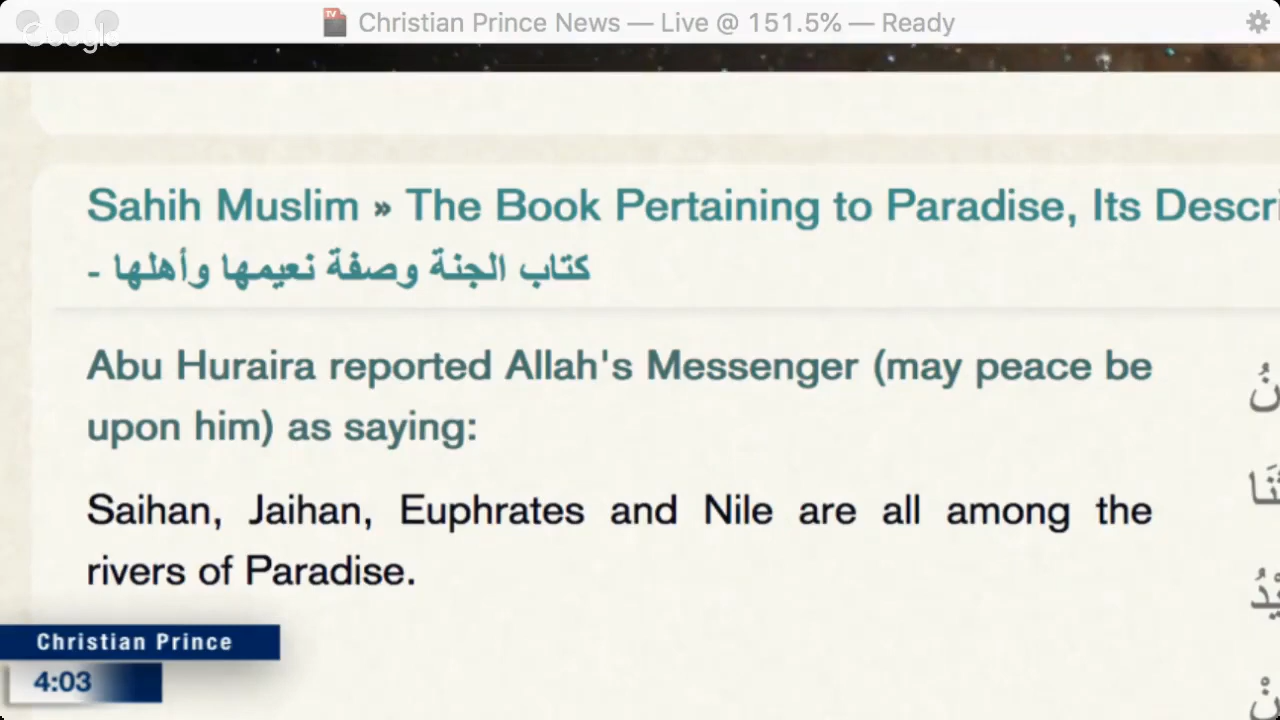 Christian Prince News — Live @ 151.5% — Ready
Google
Sahih Muslim » The Book Pertaining to Paradise, Its Descri
كتاب الجنة وصفة نعيمها وأهلها -
Abu Huraira reported Allah's Messenger (may peace be
upon him) as saying:
Saihan, Jaihan, Euphrates and Nile are all among the
rivers of Paradise.
Christian Prince
4:03